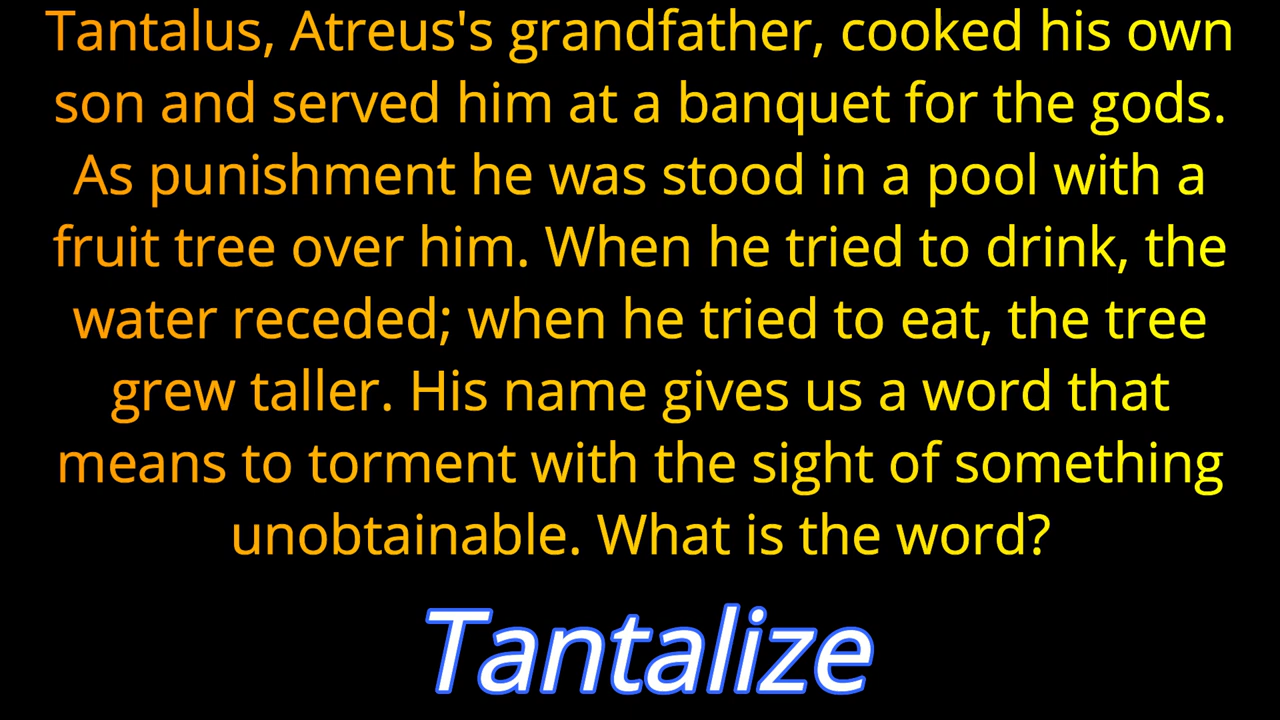 Tantalus, Atreus's grandfather, cooked his own
son and served him at a banquet for the gods.
As punishment he was stood in a pool with a
fruit tree over him. When he tried to drink, the
water receded; when he tried to eat, the tree
grew taller. His name gives us a word that
means to torment with the sight of something
unobtainable. What is the word?
Tantalize